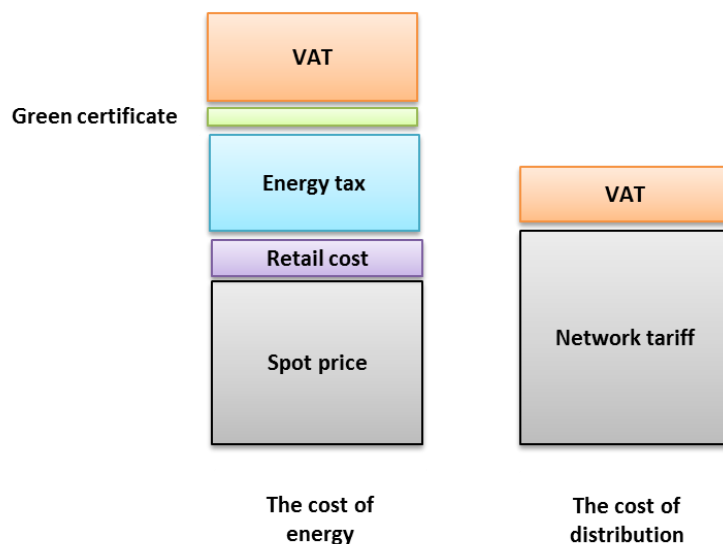 VAT
Green certificate
Energy tax
VAT
Retail cost
Network tariff
Spot price
The cost of
energy
The cost of
distribution